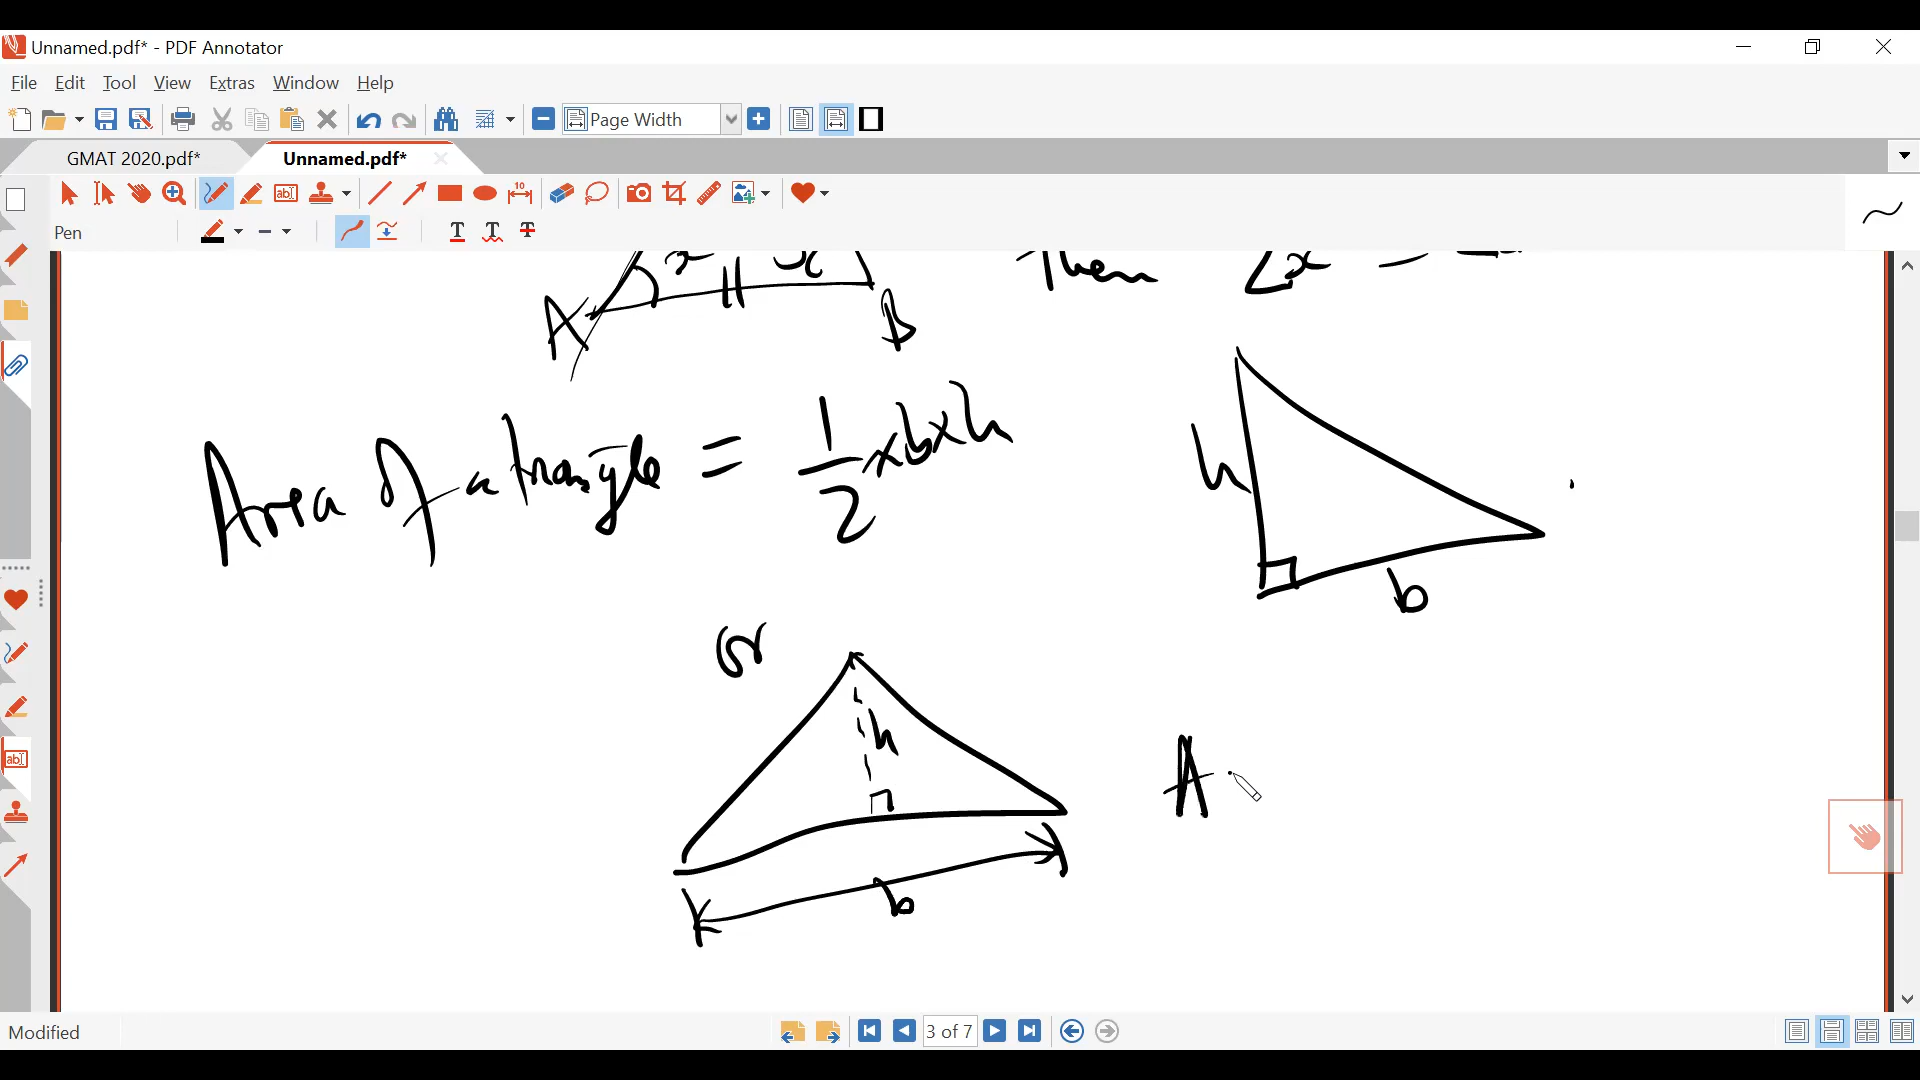 Unnamed.pdf* - PDF Annotator
File Edit Tool View Extras Window Help
Page Width
GMAT 2020.pdf* Unnamed.pdf*
10
Pen
T T T
x
Then
A B
Area of a triangle = 1/2 x b x h
h
b
or
h
b
A
Modified
3 of 7